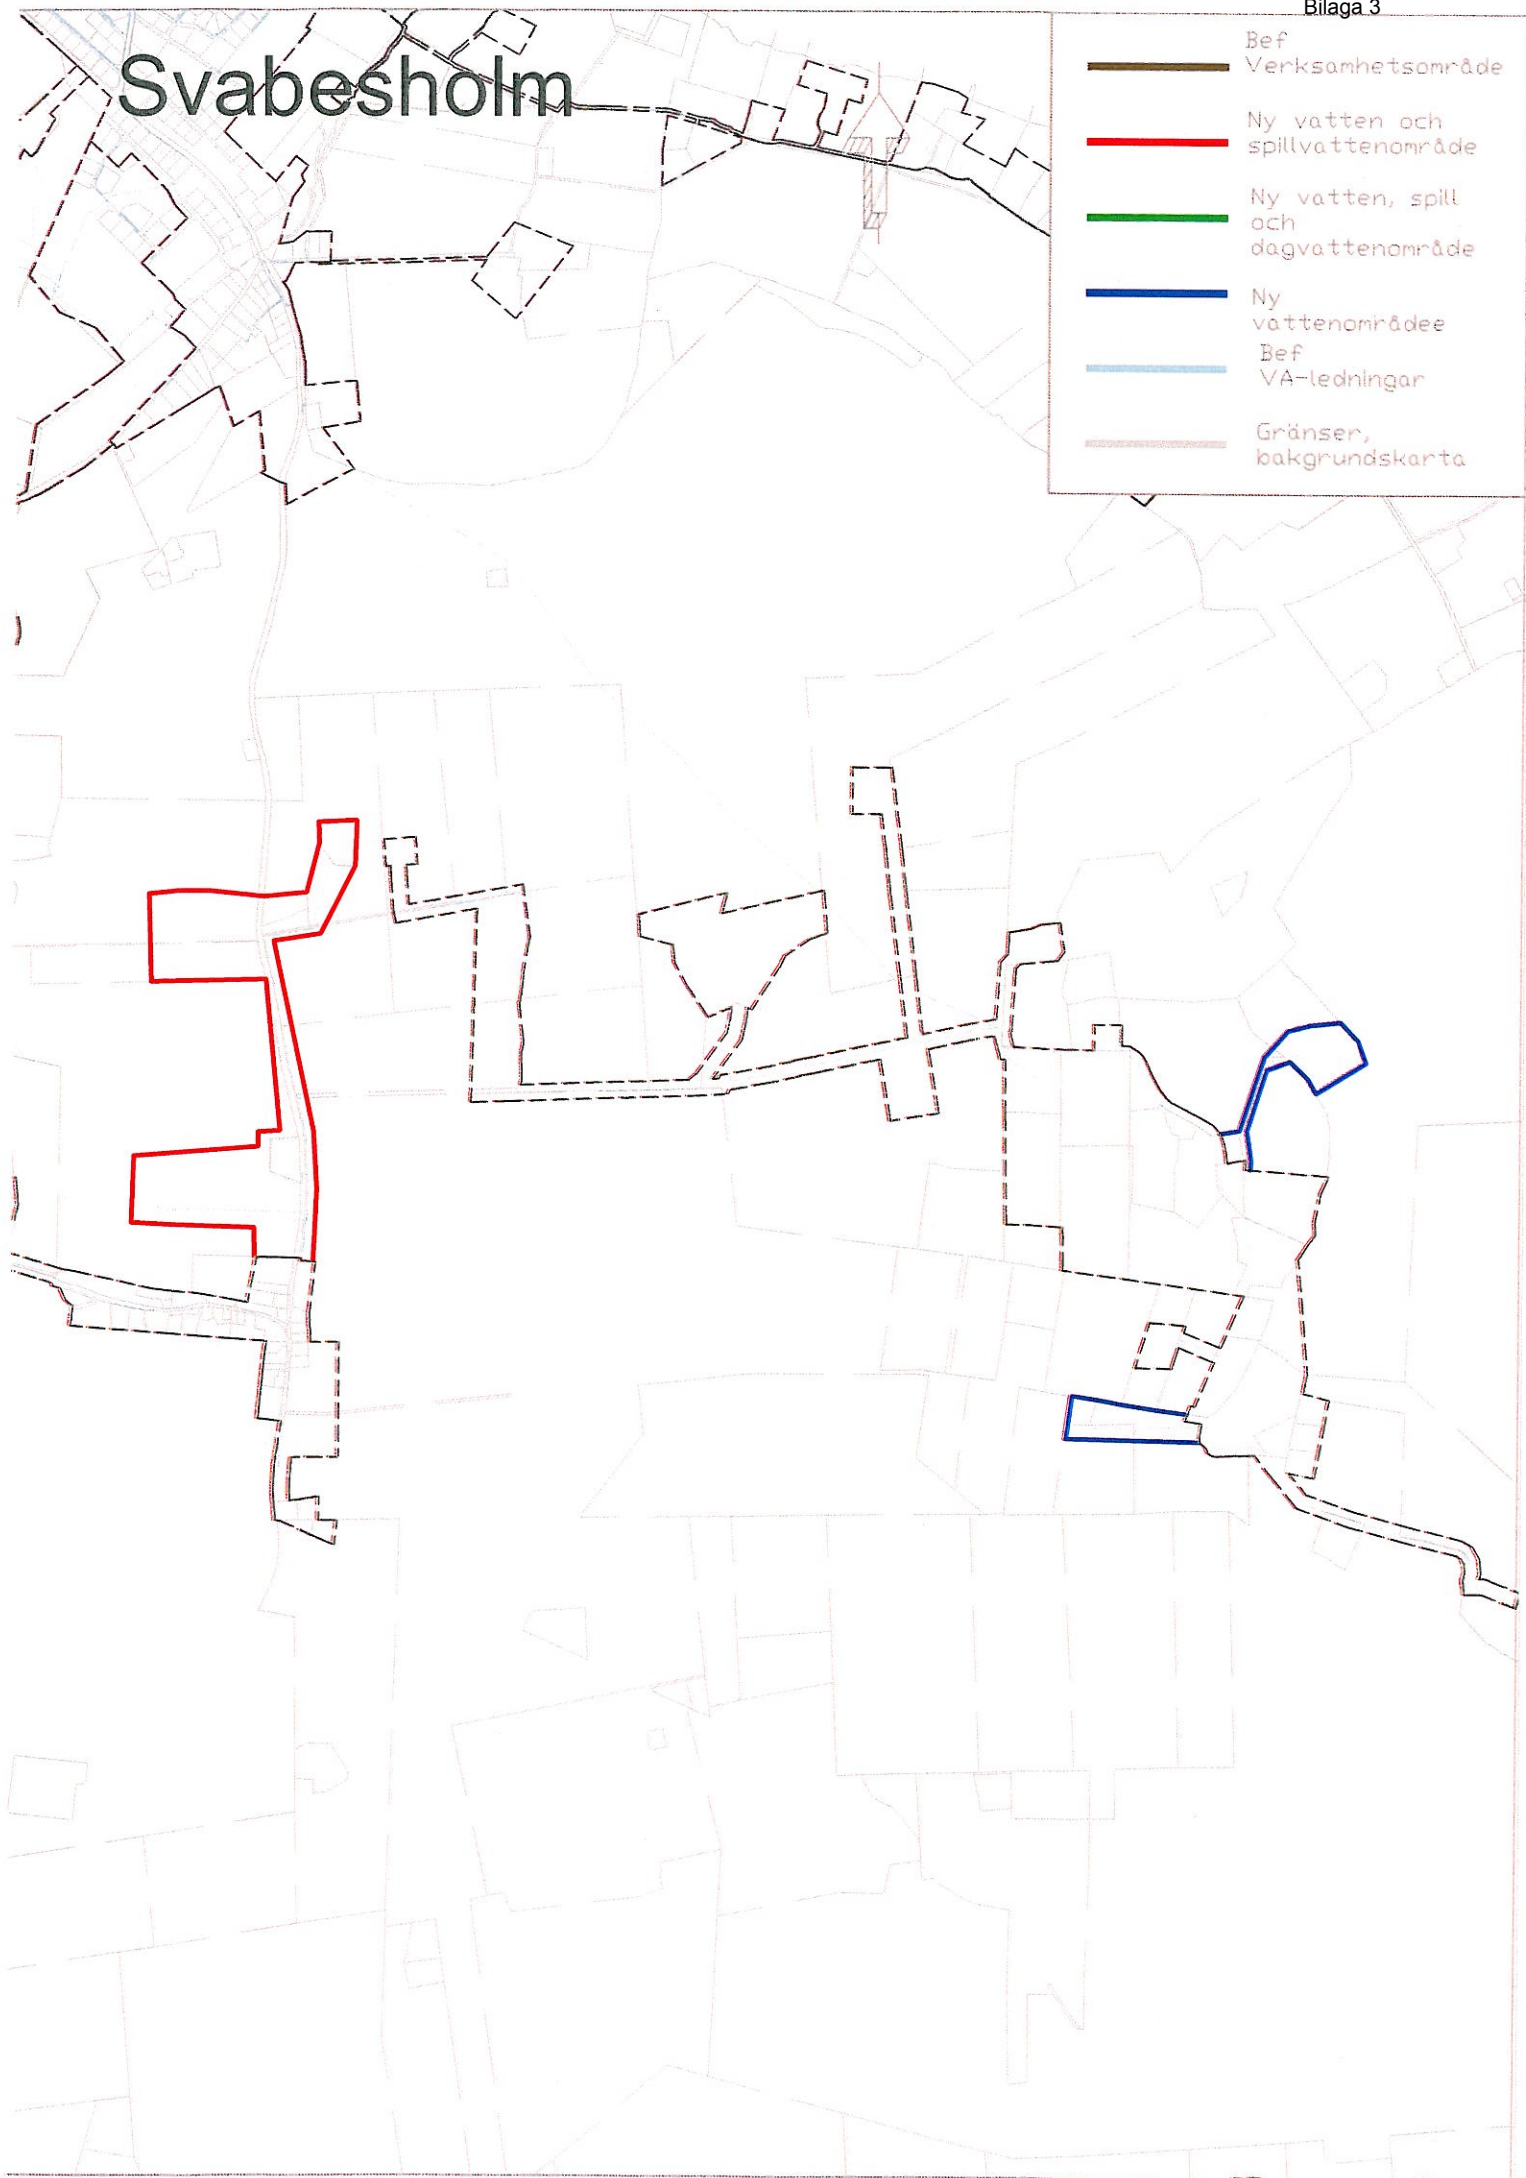 Bilaga 3
Svabesholm
Bef
Verksamhetsområde
Ny vatten och
spillvattenområde
Ny vatten, spill
och
dagvattenområde
Ny
vattenområdee
Bef
VA-ledningar
Gränser,
bakgrundskarta